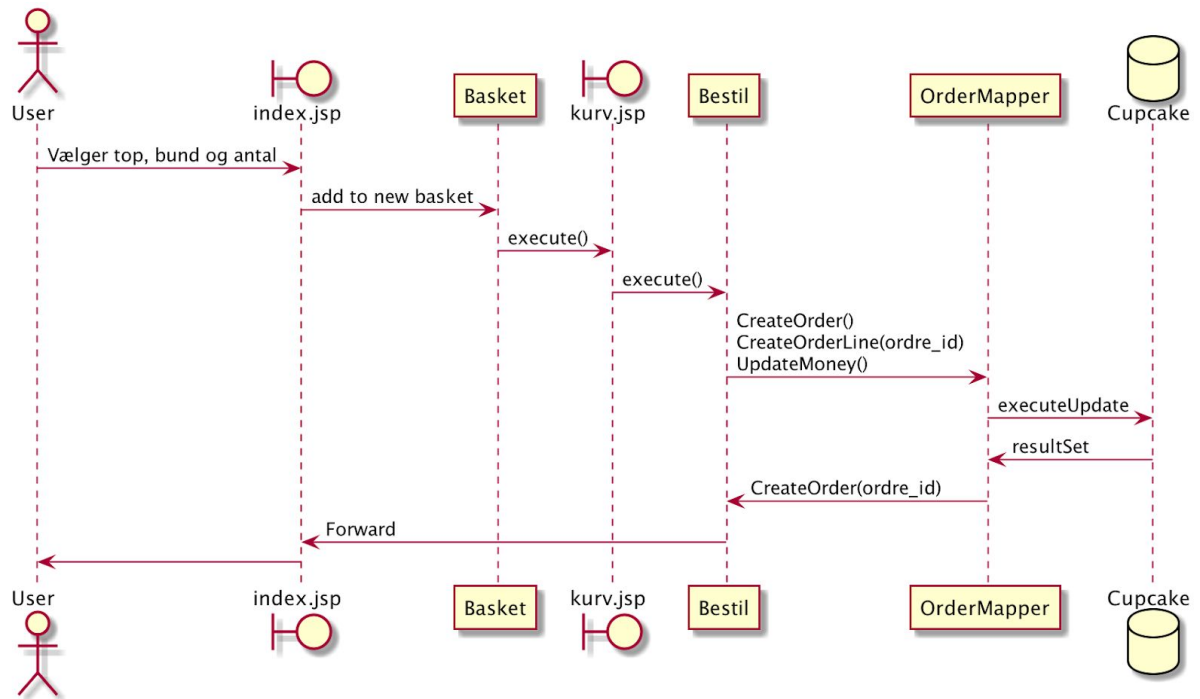 User
index.jsp
Basket
kurv.jsp
Bestil
OrderMapper
Cupcake
Vælger top, bund og antal
add to new basket
execute()
execute()
CreateOrder()
CreateOrderLine(ordre_id)
UpdateMoney()
executeUpdate
resultSet
CreateOrder(ordre_id)
Forward
User
index.jsp
Basket
kurv.jsp
Bestil
OrderMapper
Cupcake